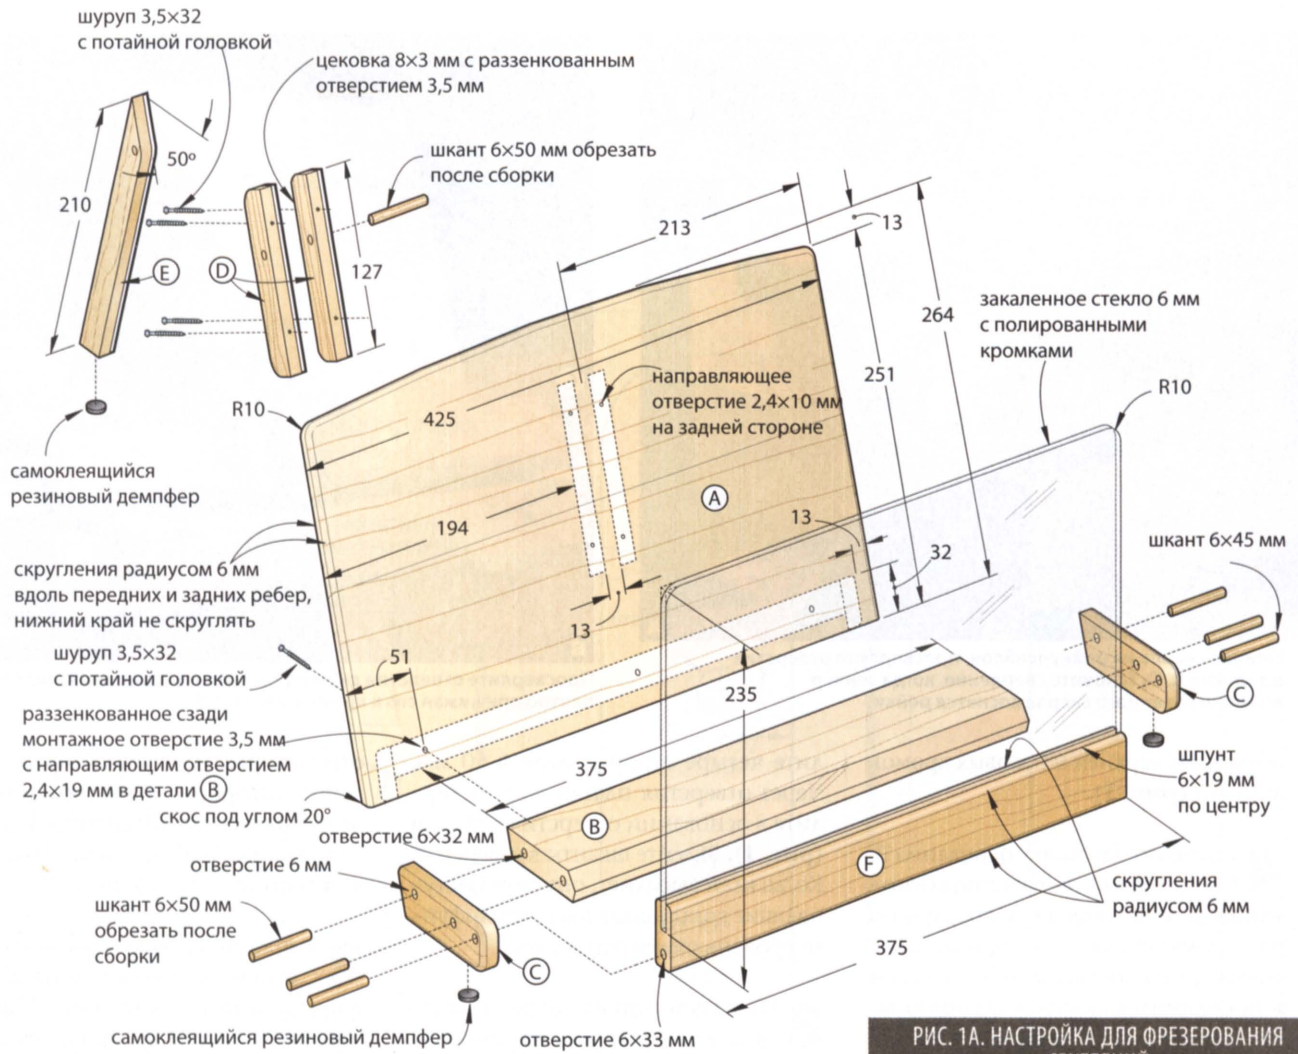 шуруп 3,5×32
с потайной головкой
цековка 8×3 мм с раззенкованным
отверстием 3,5 мм
шкант 6×50 мм обрезать
после сборки
50º
210
E
D
127
213
13
264
251
закаленное стекло 6 мм
с полированными
кромками
R10
R10
425
направляющее
отверстие 2,4×10 мм
на задней стороне
A
194
13
32
13
самоклеящийся
резиновый демпфер
скругления радиусом 6 мм
вдоль передних и задних ребер,
нижний край не скруглять
шкант 6×45 мм
шуруп 3,5×32
с потайной головкой
51
235
C
раззенкованное сзади
монтажное отверстие 3,5 мм
с направляющим отверстием
2,4×19 мм в детали B
скос под углом 20°
375
B
шпунт
6×19 мм
по центру
отверстие 6×32 мм
отверстие 6 мм
F
скругления
радиусом 6 мм
шкант 6×50 мм
обрезать после
сборки
C
375
самоклеящийся резиновый демпфер
отверстие 6×33 мм
РИС. 1А. НАСТРОЙКА ДЛЯ ФРЕЗЕРОВАНИЯ